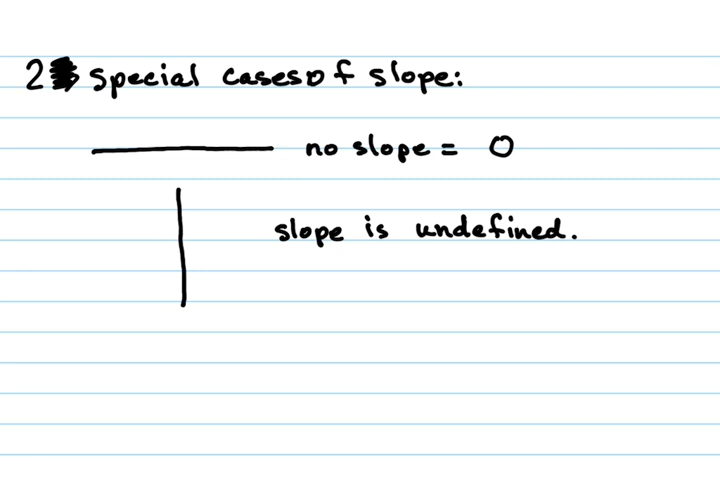 2 special cases of slope:
no slope = 0
slope is undefined.